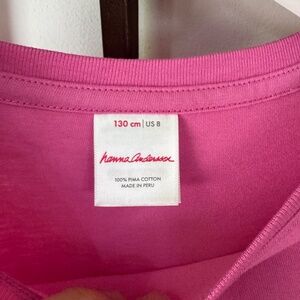 130 cm | US 8
hanna andersson
100% PIMA COTTON
MADE IN PERU